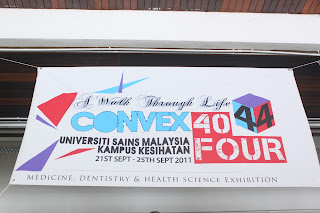 A Walk Through Life
CONVEX 40 FOUR 44
UNIVERSITI SAINS MALAYSIA
KAMPUS KESIHATAN
21ST SEPT - 25TH SEPT 2011
MEDICINE, DENTISTRY & HEALTH SCIENCE EXHIBITION